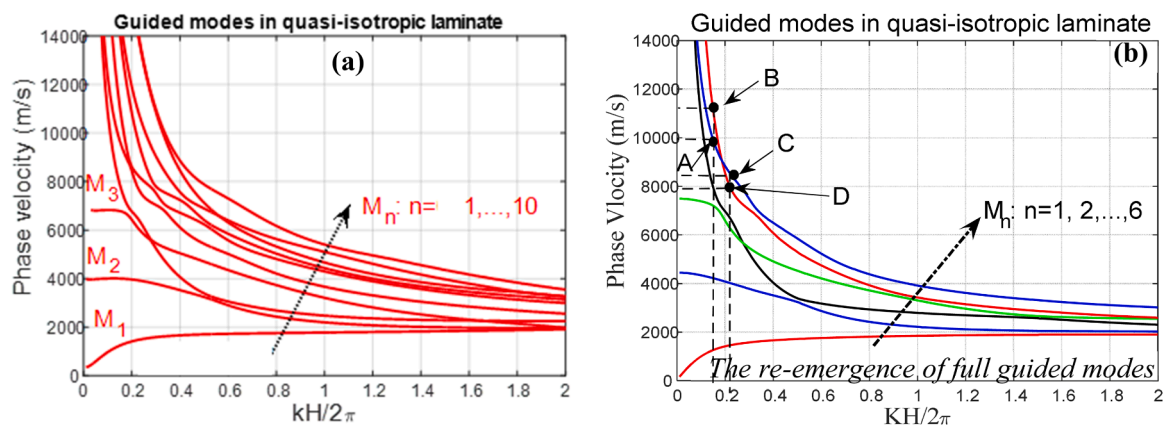 Guided modes in quasi-isotropic laminate
(a)
Phase velocity (m/s)
14000
12000
10000
8000
6000
4000
2000
0
M3
M2
M1
Mn: n= 1,...,10
0 0.2 0.4 0.6 0.8 1 1.2 1.4 1.6 1.8 2
kH/2π
Guided modes in quasi-isotropic laminate
(b)
Phase Vlocity (m/s)
14000
12000
10000
8000
6000
4000
2000
0
B
A
C
D
Mn: n=1, 2,...,6
The re-emergence of full guided modes
0 0.2 0.4 0.6 0.8 1 1.2 1.4 1.6 1.8 2
KH/2π